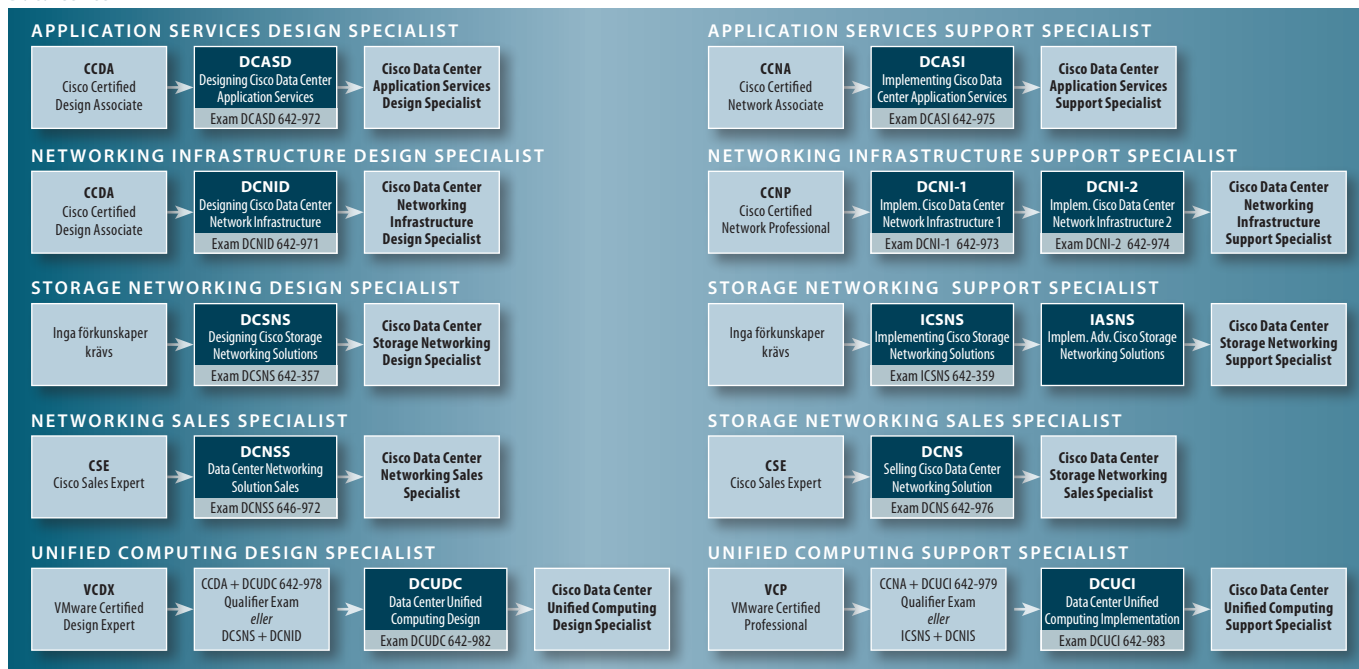 APPLICATION SERVICES DESIGN SPECIALIST
CCDA
Cisco Certified
Design Associate
DCASD
Designing Cisco Data Center
Application Services
Exam DCASD 642-972
Cisco Data Center
Application Services
Design Specialist
APPLICATION SERVICES SUPPORT SPECIALIST
CCNA
Cisco Certified
Network Associate
DCASI
Implementing Cisco Data
Center Application Services
Exam DCASI 642-975
Cisco Data Center
Application Services
Support Specialist
NETWORKING INFRASTRUCTURE DESIGN SPECIALIST
CCDA
Cisco Certified
Design Associate
DCNID
Designing Cisco Data Center
Network Infrastructure
Exam DCNID 642-971
Cisco Data Center
Networking
Infrastructure
Design Specialist
NETWORKING INFRASTRUCTURE SUPPORT SPECIALIST
CCNP
Cisco Certified
Network Professional
DCNI-1
Implem. Cisco Data Center
Network Infrastructure 1
Exam DCNI-1 642-973
DCNI-2
Implem. Cisco Data Center
Network Infrastructure 2
Exam DCNI-2 642-974
Cisco Data Center
Networking
Infrastructure
Support Specialist
STORAGE NETWORKING DESIGN SPECIALIST
Inga förkunskaper
krävs
DCSNS
Designing Cisco Storage
Networking Solutions
Exam DCSNS 642-357
Cisco Data Center
Storage Networking
Design Specialist
STORAGE NETWORKING SUPPORT SPECIALIST
Inga förkunskaper
krävs
ICSNS
Implementing Cisco Storage
Networking Solutions
Exam ICSNS 642-359
IASNS
Implem. Adv. Cisco Storage
Networking Solutions
Cisco Data Center
Storage Networking
Support Specialist
NETWORKING SALES SPECIALIST
CSE
Cisco Sales Expert
DCNSS
Data Center Networking
Solution Sales
Exam DCNSS 646-972
Cisco Data Center
Networking Sales
Specialist
STORAGE NETWORKING SALES SPECIALIST
CSE
Cisco Sales Expert
DCNS
Selling Cisco Data Center
Networking Solution
Exam DCNS 642-976
Cisco Data Center
Storage Networking
Sales Specialist
UNIFIED COMPUTING DESIGN SPECIALIST
VCDX
VMware Certified
Design Expert
CCDA + DCUDC 642-978
Qualifier Exam
eller
DCSNS + DCNID
DCUDC
Data Center Unified
Computing Design
Exam DCUDC 642-982
Cisco Data Center
Unified Computing
Design Specialist
UNIFIED COMPUTING SUPPORT SPECIALIST
VCP
VMware Certified
Professional
CCNA + DCUCI 642-979
Qualifier Exam
eller
ICSNS + DCNIS
DCUCI
Data Center Unified
Computing Implementation
Exam DCUCI 642-983
Cisco Data Center
Unified Computing
Support Specialist